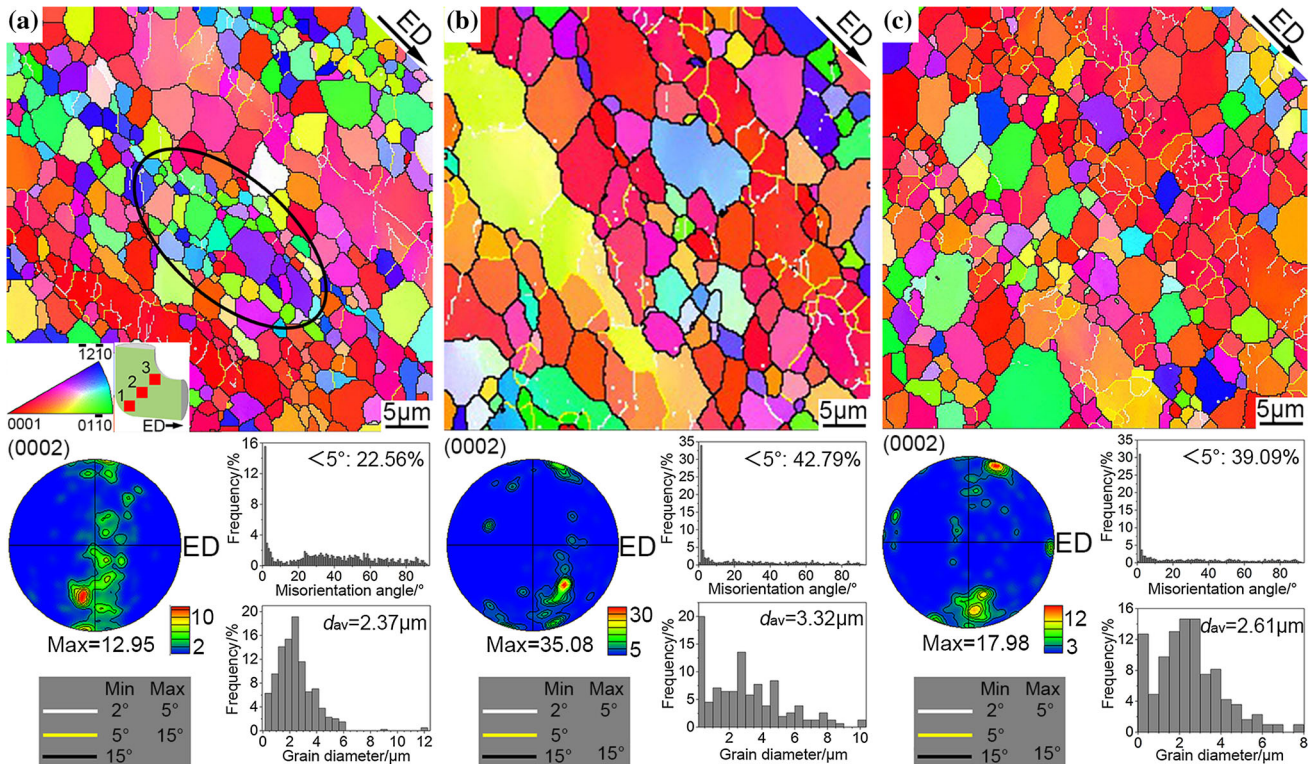 (a)
ED
(b)
ED
(c)
ED
1210
0001
0110
1
2
3
ED
5μm
5μm
5μm
(0002)
ED
10
2
Max=12.95
16
12
8
4
0
Frequency/%
<5°: 22.56%
0 20 40 60 80
Misorientation angle/°
20
16
12
8
4
0
Frequency/%
dav=2.37μm
0 2 4 6 8 10 12
Grain diameter/μm
Min Max
2° 5°
5° 15°
15°
(0002)
ED
30
5
Max=35.08
35
30
25
20
15
10
5
0
Frequency/%
<5°: 42.79%
0 20 40 60 80
Misorientation angle/°
20
15
10
5
0
Frequency/%
dav=3.32μm
0 2 4 6 8 10
Grain diameter/μm
Min Max
2° 5°
5°
15° 15°
(0002)
ED
12
3
Max=17.98
35
30
25
20
15
10
5
0
Frequency/%
<5°: 39.09%
0 20 40 60 80
Misorientation angle/°
16
12
8
4
0
Frequency/%
dav=2.61μm
0 2 4 6 8
Grain diameter/μm
Min Max
2° 5°
5°
15° 15°